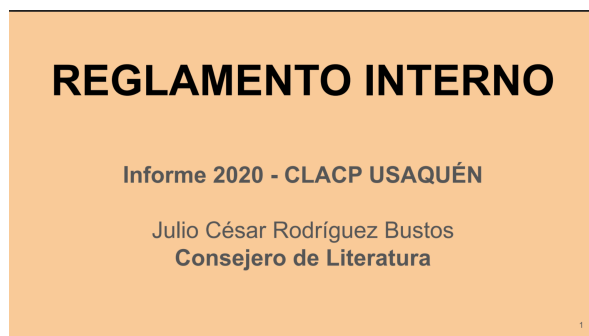 REGLAMENTO INTERNO
Informe 2020 - CLACP USAQUÉN
Julio César Rodríguez Bustos
Consejero de Literatura
1